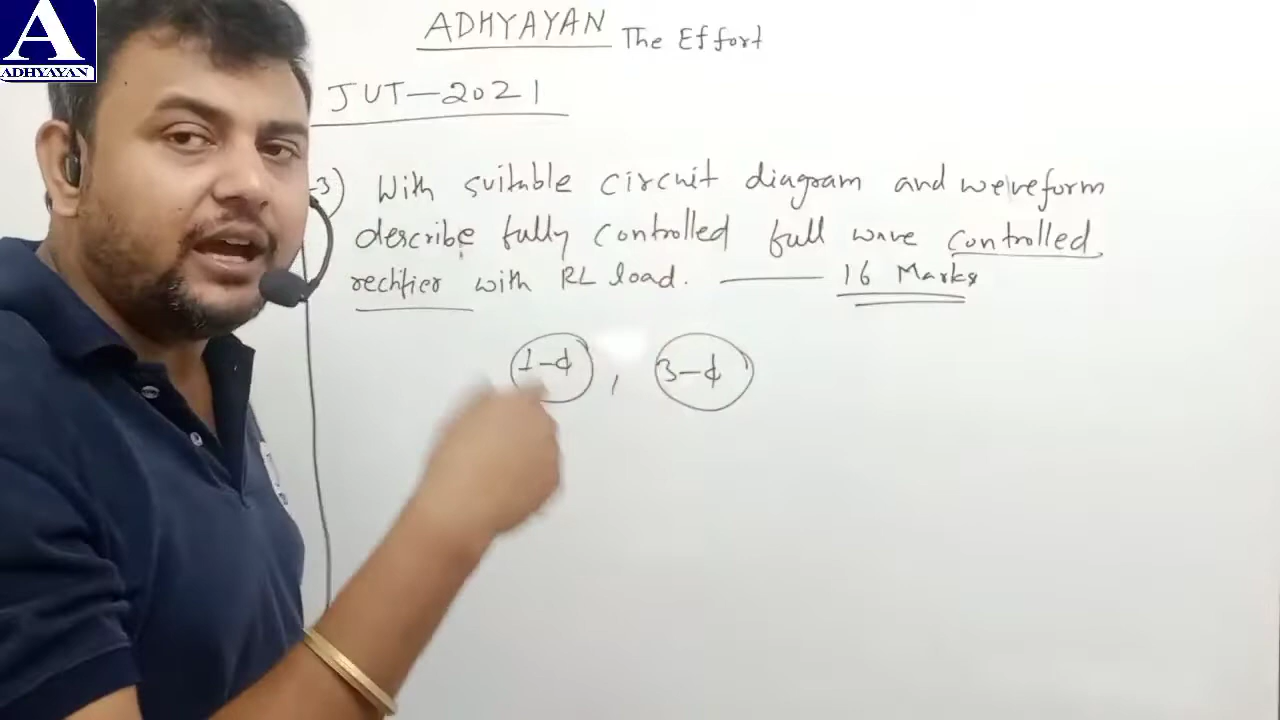 A
ADHYAYAN
ADHYAYAN The Effort
JUT-2021
-3) With suitable circuit diagram and waveform
describe fully controlled full wave controlled
rectifier with RL load. 16 Marks
1-ɸ, 3-ɸ